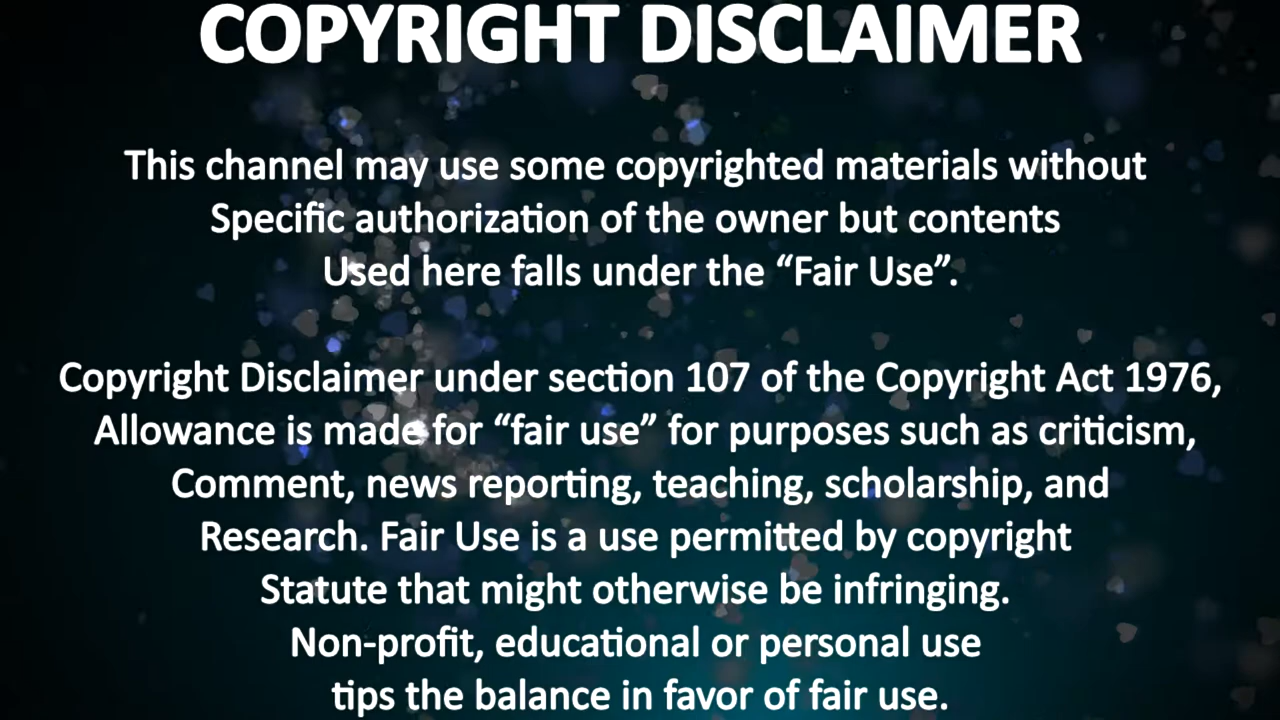 COPYRIGHT DISCLAIMER
This channel may use some copyrighted materials without
Specific authorization of the owner but contents
Used here falls under the “Fair Use”.
Copyright Disclaimer under section 107 of the Copyright Act 1976,
Allowance is made for “fair use” for purposes such as criticism,
Comment, news reporting, teaching, scholarship, and
Research. Fair Use is a use permitted by copyright
Statute that might otherwise be infringing.
Non-profit, educational or personal use
tips the balance in favor of fair use.